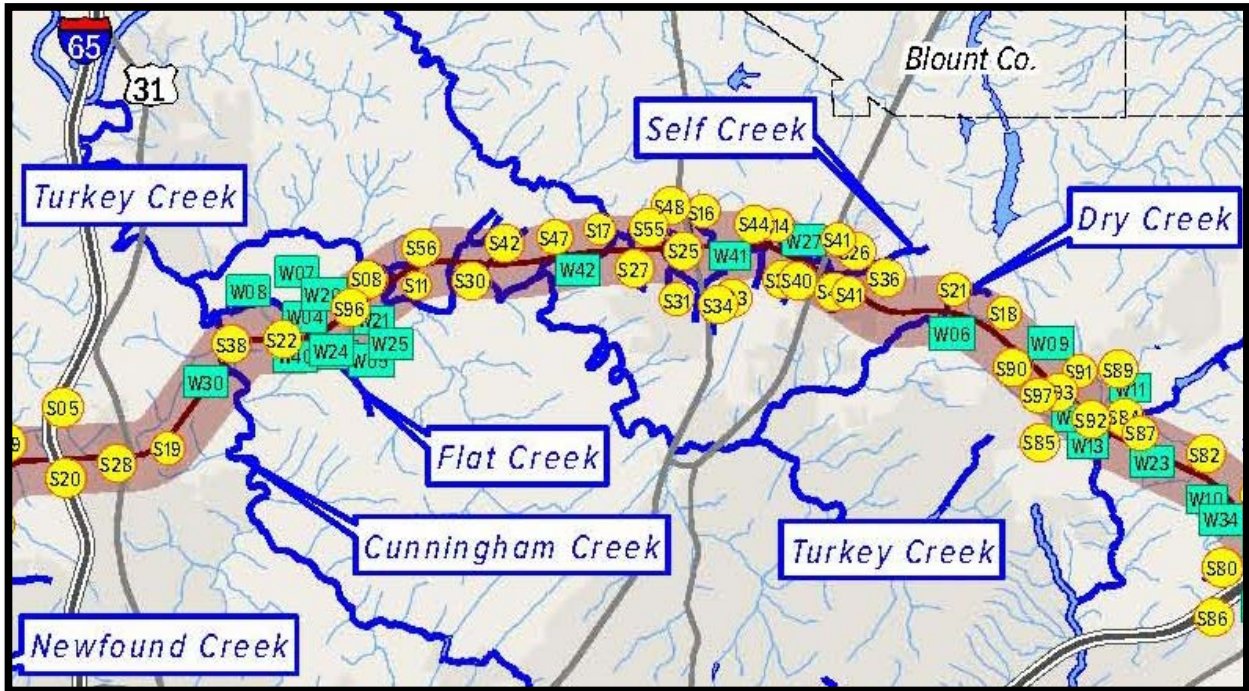 65
31
Blount Co.
Self Creek
Turkey Creek
Dry Creek
S48
S16
S55
S44
S17
S47
S42
S56
S25
W41
W27
S41
S26
W07
W08
W42
S27
S30
S11
S08
S40
S36
S21
S31
S34
S41
S18
S96
W21
W04
W06
S38
S22
W24
W25
W09
S90
S91
S89
W30
S97
W11
S05
S92
S84
S87
S85
W13
S19
S28
S20
W23
S82
Flat Creek
W10
W34
Cunningham Creek
Turkey Creek
S80
S86
Newfound Creek